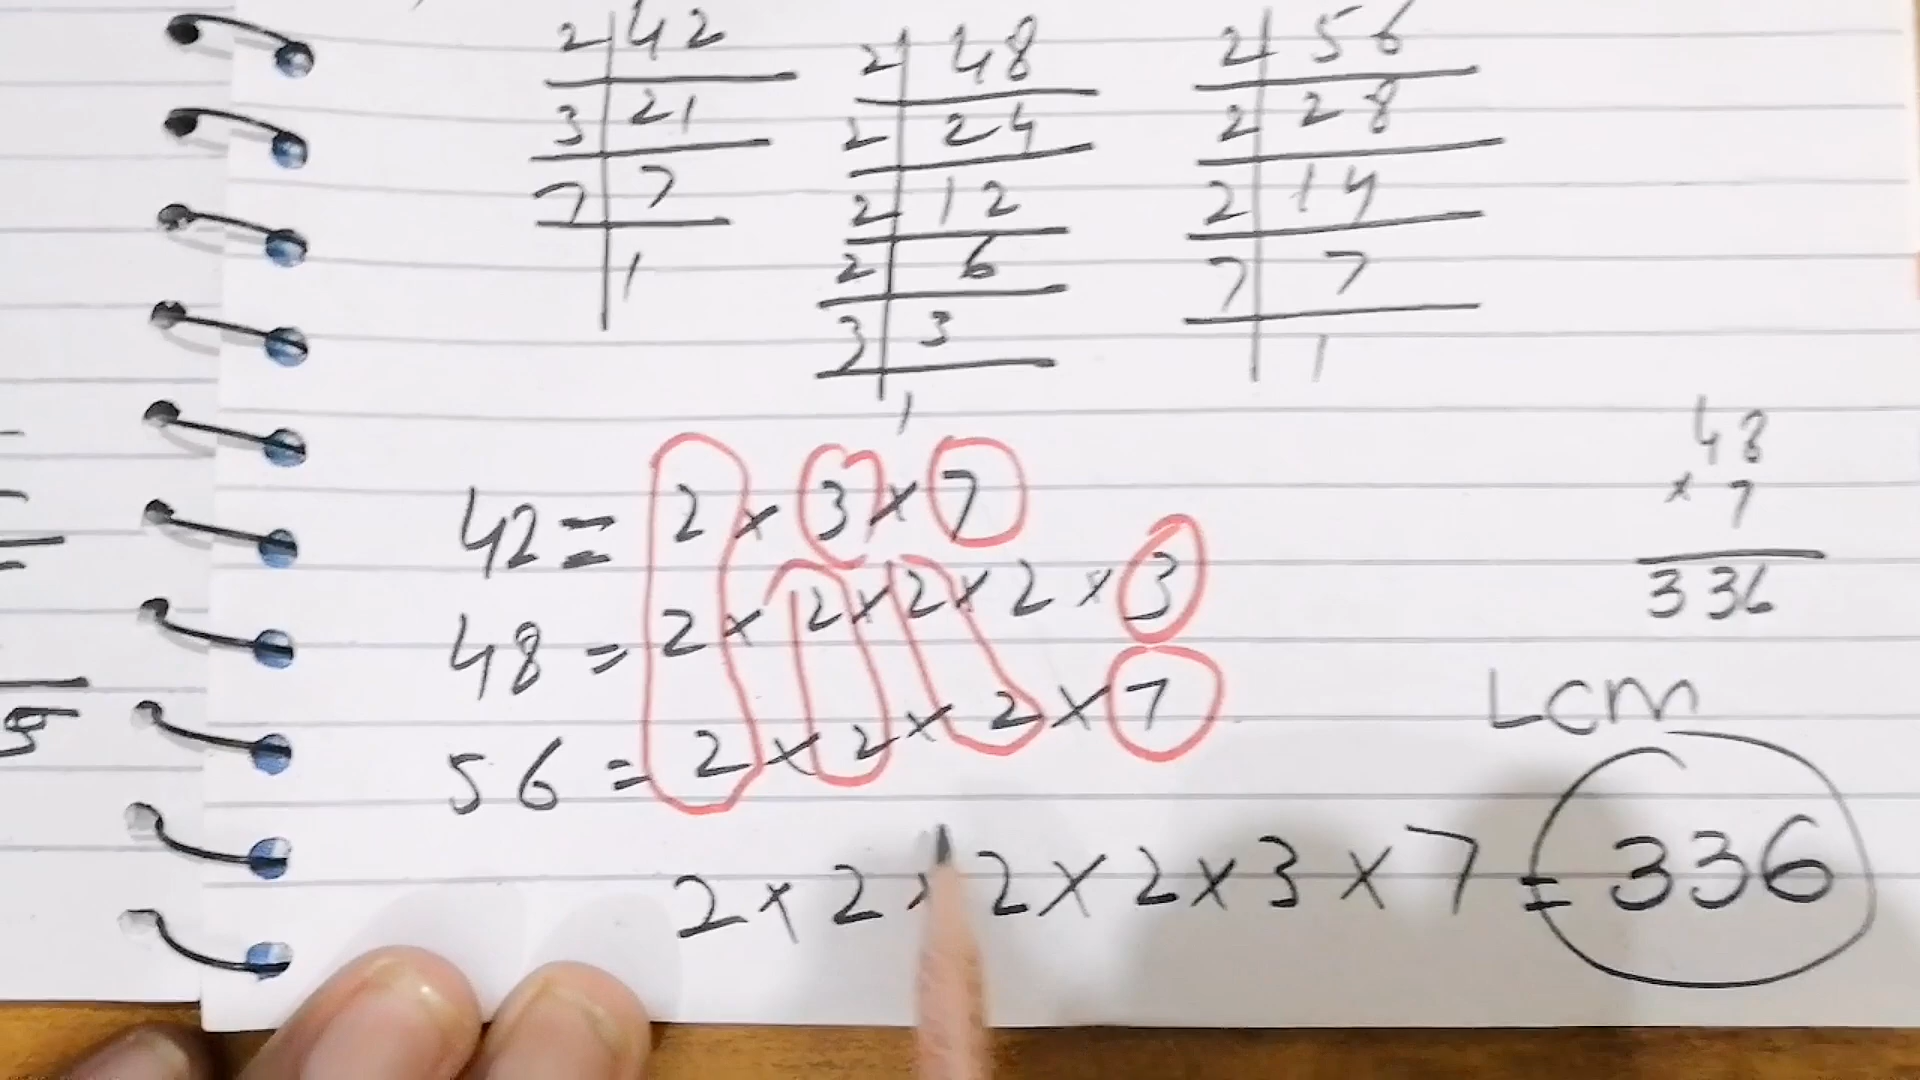 2 | 42
3 | 21
7 | 7
1
2 | 48
2 | 24
2 | 12
2 | 6
3 | 3
1
2 | 56
2 | 28
2 | 14
7 | 7
1
42 = 2 × 3 × 7
48 = 2 × 2 × 2 × 2 × 3
56 = 2 × 2 × 2 × 7
48
× 7
336
Lcm
2 × 2 × 2 × 2 × 3 × 7 = 336